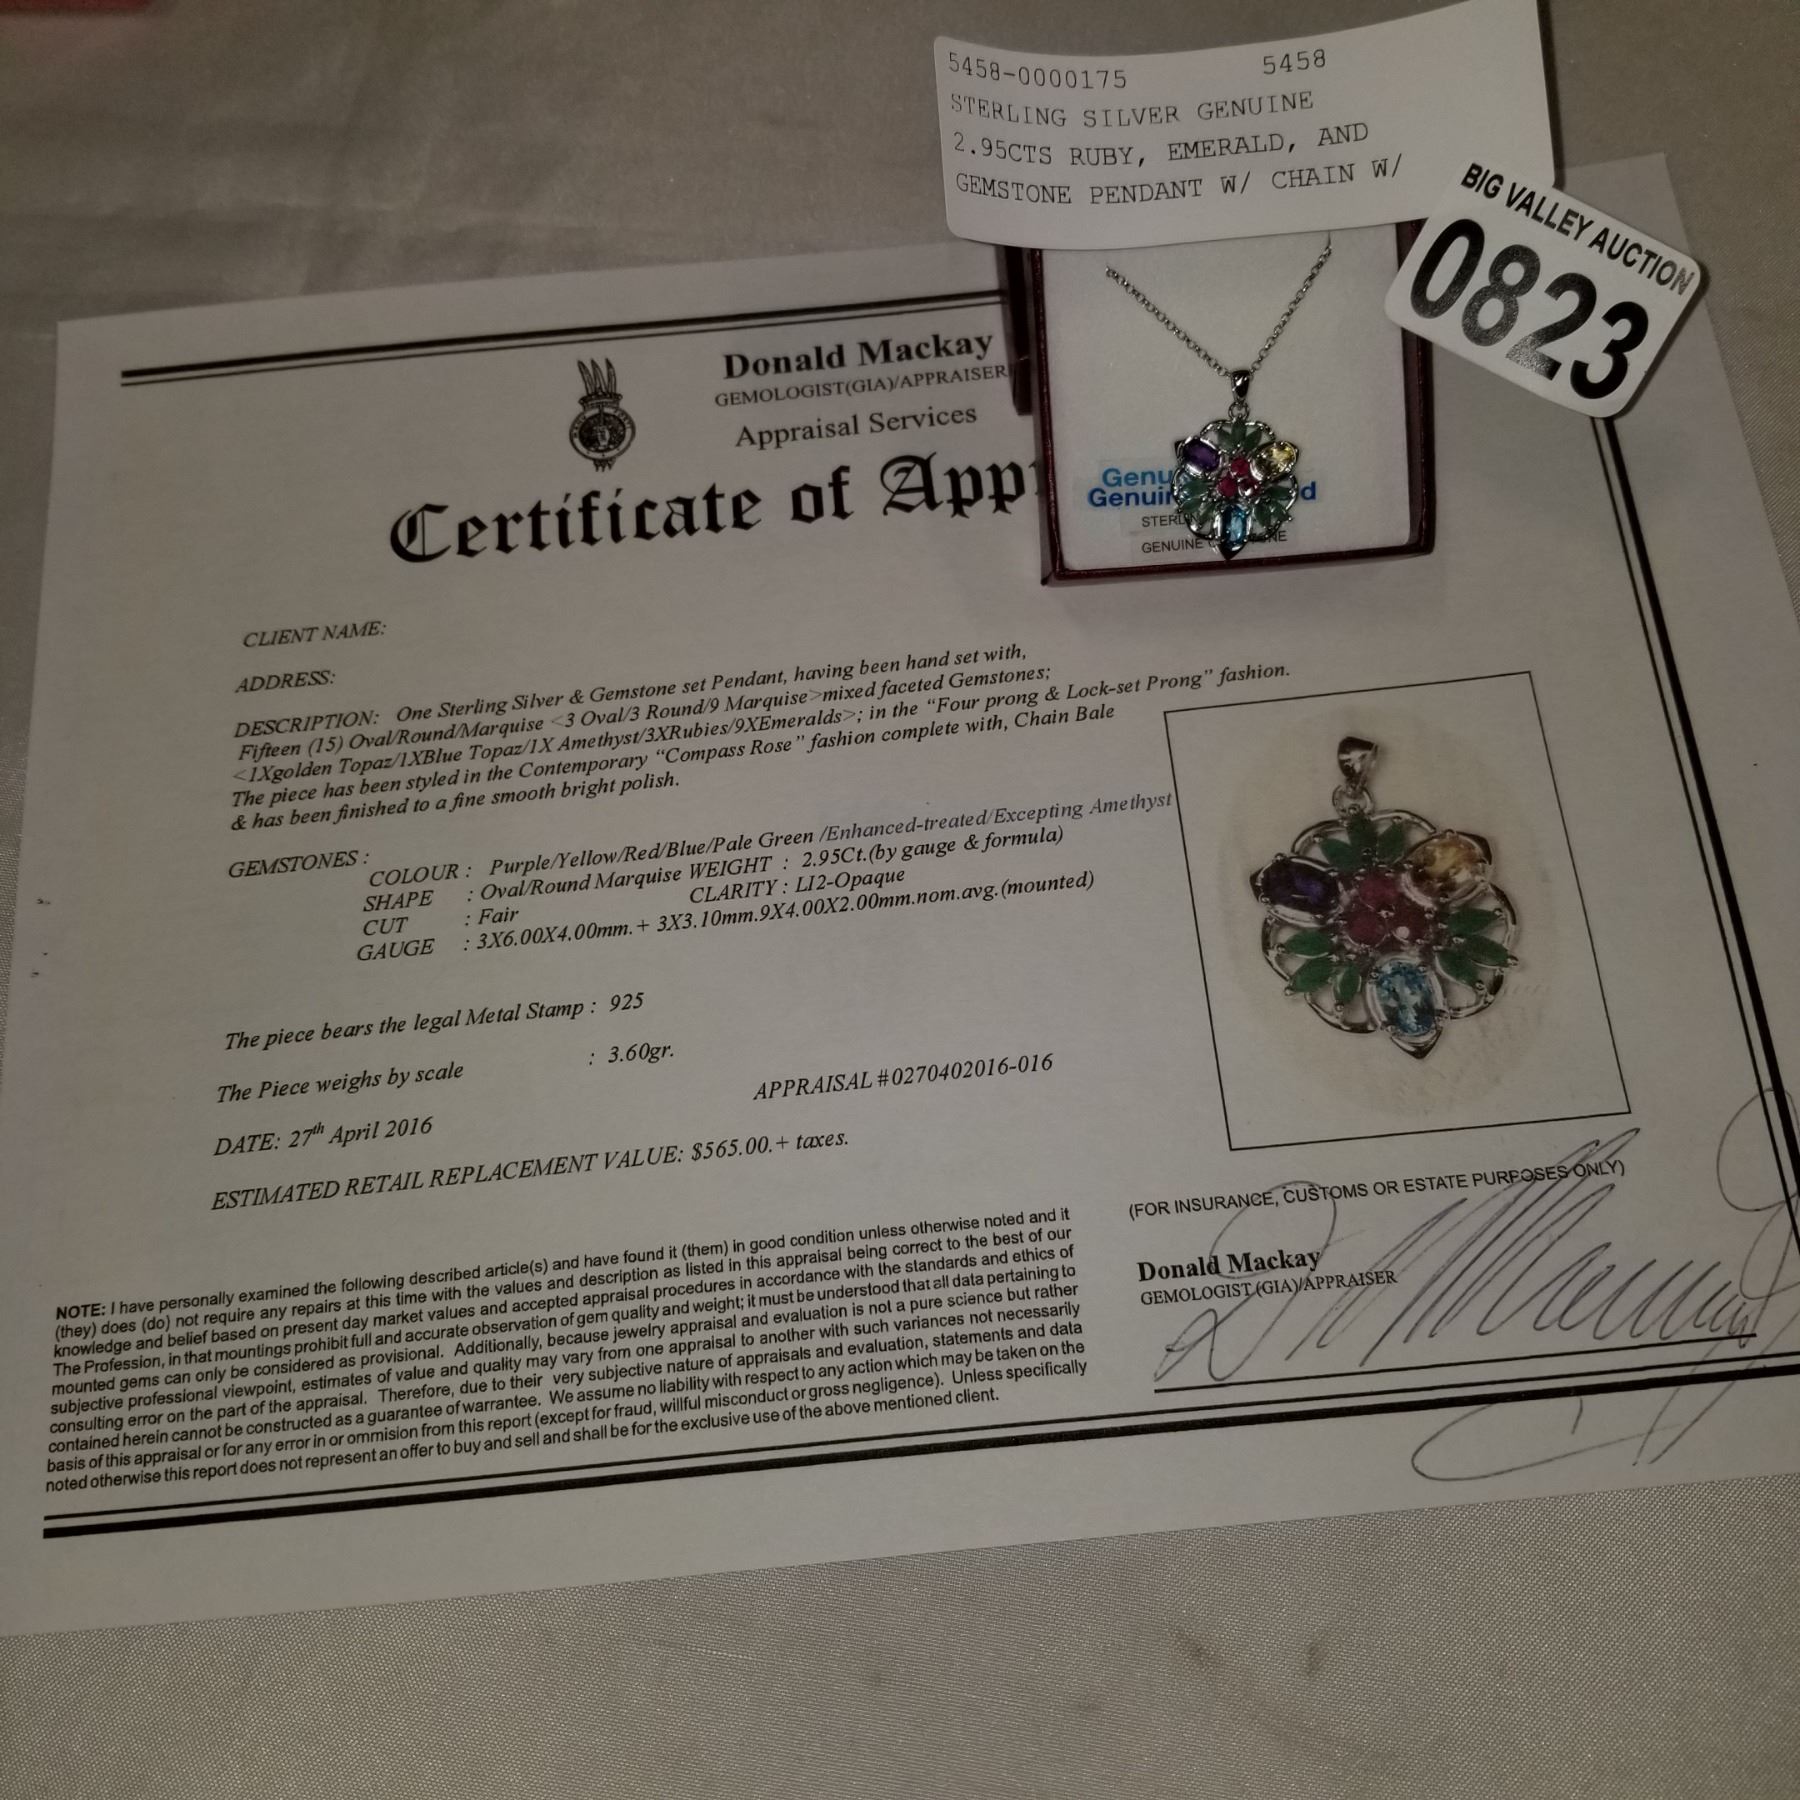 5458-0000175 5458
STERLING SILVER GENUINE
2.95CTS RUBY, EMERALD, AND
GEMSTONE PENDANT W/ CHAIN W/
BIG VALLEY AUCTION
0823
Donald Mackay
GEMOLOGIST(GIA)/APPRAISER
Appraisal Services
Certificate of App
Genu
Genuin d
STERL
GENUINE NE
CLIENT NAME:
ADDRESS:
DESCRIPTION: One Sterling Silver & Gemstone set Pendant, having been hand set with,
Fifteen (15) Oval/Round/Marquise <3 Oval/3 Round/9 Marquise>mixed faceted Gemstones;
<1Xgolden Topaz/1XBlue Topaz/1X Amethyst/3XRubies/9XEmeralds>; in the "Four prong & Lock-set Prong" fashion.
The piece has been styled in the Contemporary "Compass Rose" fashion complete with, Chain Bale
& has been finished to a fine smooth bright polish.
GEMSTONES :
COLOUR : Purple/Yellow/Red/Blue/Pale Green /Enhanced-treated/Excepting Amethyst
SHAPE : Oval/Round Marquise WEIGHT : 2.95Ct.(by gauge & formula)
CUT : Fair CLARITY : LI2-Opaque
GAUGE : 3X6.00X4.00mm.+ 3X3.10mm.9X4.00X2.00mm.nom.avg.(mounted)
The piece bears the legal Metal Stamp : 925
The Piece weighs by scale : 3.60gr.
DATE: 27th April 2016 APPRAISAL #0270402016-016
ESTIMATED RETAIL REPLACEMENT VALUE: $565.00.+ taxes.
(FOR INSURANCE, CUSTOMS OR ESTATE PURPOSES ONLY)
Donald Mackay
GEMOLOGIST(GIA)/APPRAISER
NOTE: I have personally examined the following described article(s) and have found it (them) in good condition unless otherwise noted and it
(they) does (do) not require any repairs at this time with the values and description as listed in this appraisal being correct to the best of our
knowledge and belief based on present day market values and accepted appraisal procedures in accordance with the standards and ethics of
The Profession, in that mountings prohibit full and accurate observation of gem quality and weight; it must be understood that all data pertaining to
mounted gems can only be considered as provisional. Additionally, because jewelry appraisal and evaluation is not a pure science but rather
subjective professional viewpoint, estimates of value and quality may vary from one appraisal to another with such variances not necessarily
consulting error on the part of the appraisal. Therefore, due to their very subjective nature of appraisals and evaluation, statements and data
contained herein cannot be constructed as a guarantee of warrantee. We assume no liability with respect to any action which may be taken on the
basis of this appraisal or for any error in or ommision from this report (except for fraud, willful misconduct or gross negligence). Unless specifically
noted otherwise this report does not represent an offer to buy and sell and shall be for the exclusive use of the above mentioned client.